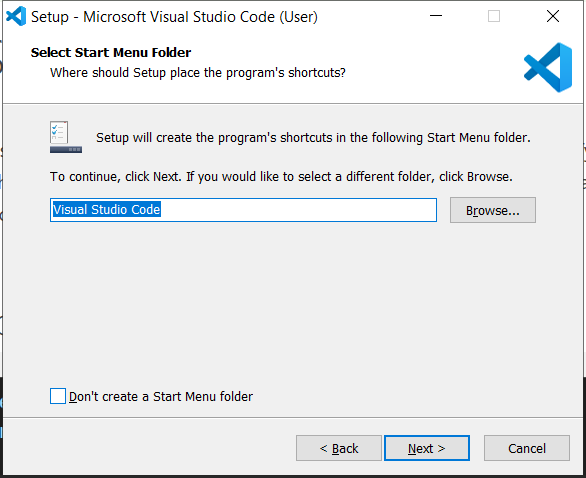 Setup - Microsoft Visual Studio Code (User)
Select Start Menu Folder
Where should Setup place the program's shortcuts?
Setup will create the program's shortcuts in the following Start Menu folder.
To continue, click Next. If you would like to select a different folder, click Browse.
Visual Studio Code
Browse...
Don't create a Start Menu folder
< Back
Next >
Cancel